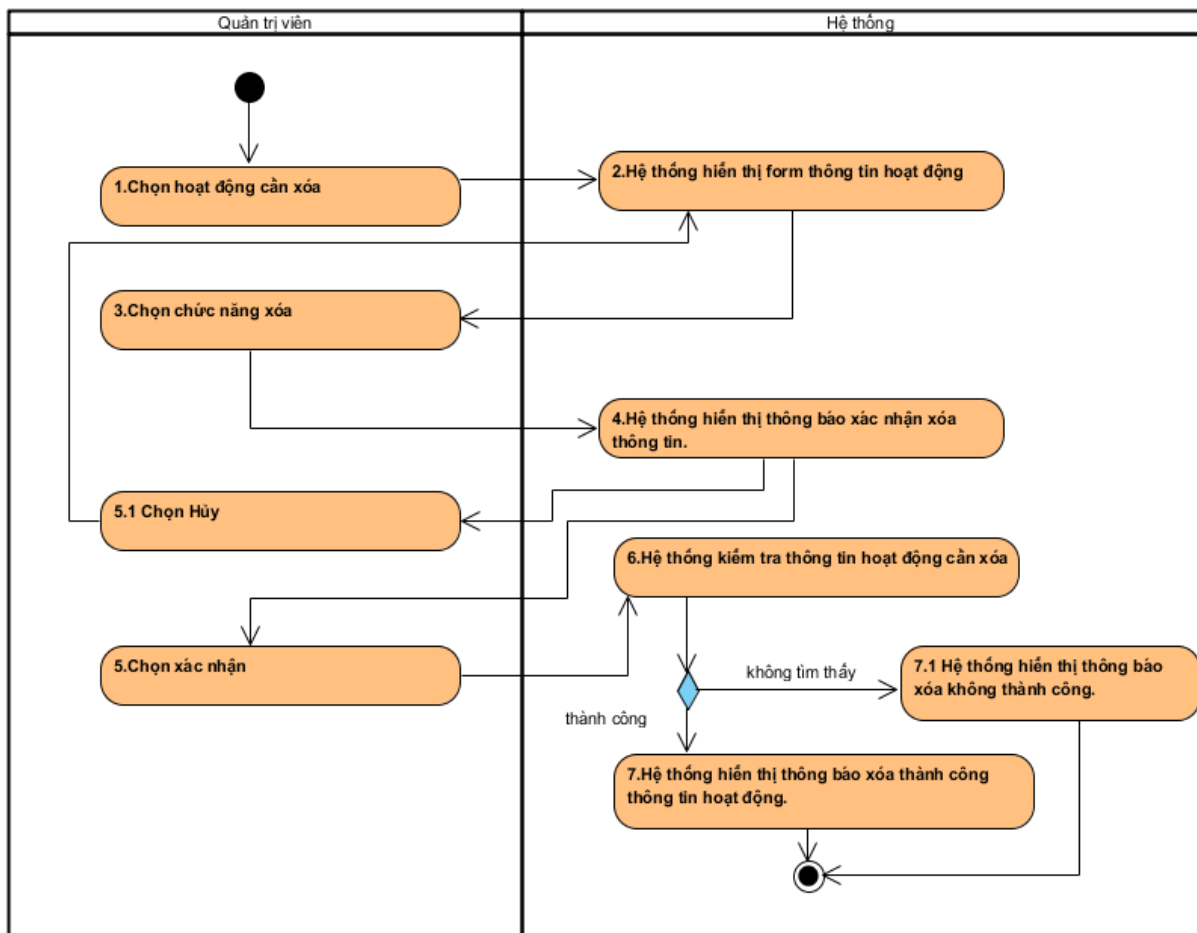 Quản trị viên
Hệ thống
1.Chọn hoạt động cần xóa
2.Hệ thống hiển thị form thông tin hoạt động
3.Chọn chức năng xóa
4.Hệ thống hiển thị thông báo xác nhận xóa
thông tin.
5.1 Chọn Hủy
6.Hệ thống kiểm tra thông tin hoạt động cần xóa
5.Chọn xác nhận
không tìm thấy
7.1 Hệ thống hiển thị thông báo
xóa không thành công.
thành công
7.Hệ thống hiển thị thông báo xóa thành công
thông tin hoạt động.